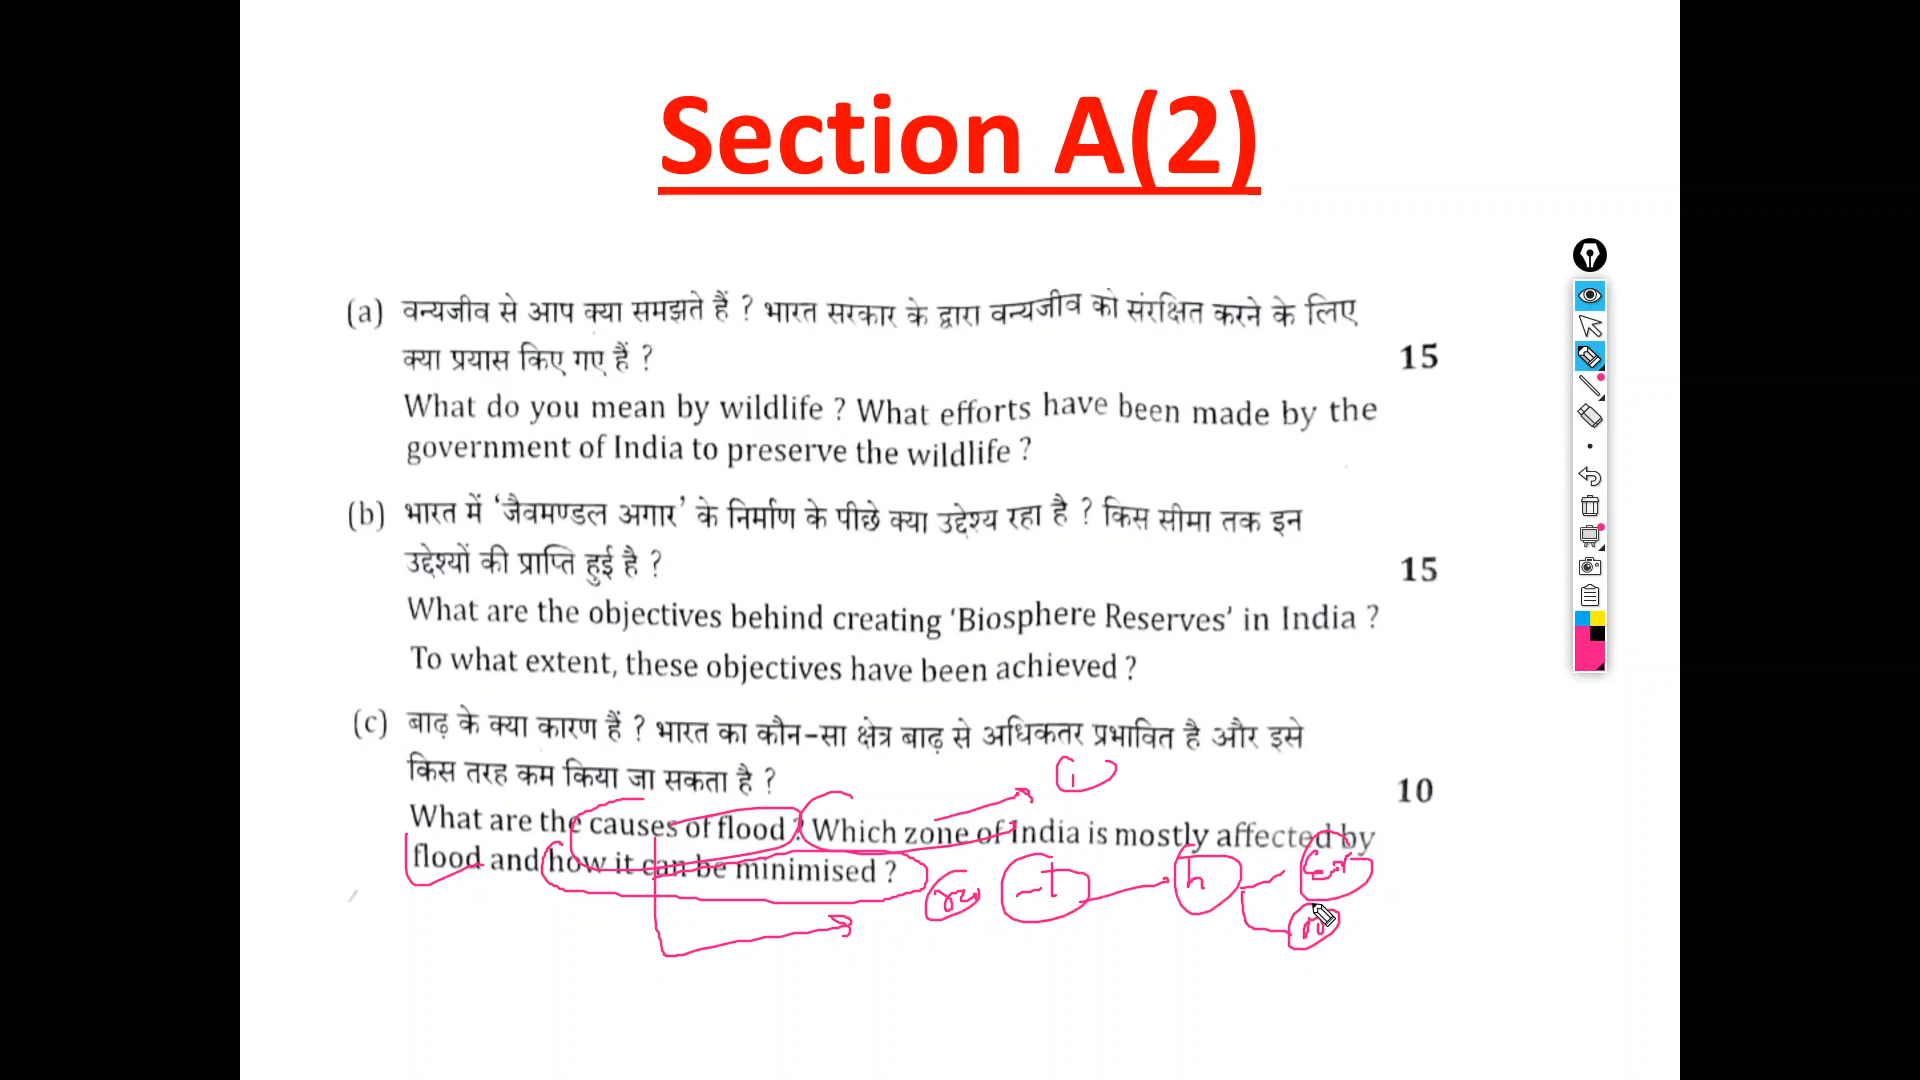 Section A(2)
(a) वन्यजीव से आप क्या समझते हैं ? भारत सरकार के द्वारा वन्यजीव को संरक्षित करने के लिए
क्या प्रयास किए गए हैं ? 15
What do you mean by wildlife ? What efforts have been made by the
government of India to preserve the wildlife ?
(b) भारत में ‘जैवमण्डल अगार’ के निर्माण के पीछे क्या उद्देश्य रहा है ? किस सीमा तक इन
उद्देश्यों की प्राप्ति हुई है ? 15
What are the objectives behind creating ‘Biosphere Reserves’ in India ?
To what extent, these objectives have been achieved ?
(c) बाढ़ के क्या कारण हैं ? भारत का कौन-सा क्षेत्र बाढ़ से अधिकतर प्रभावित है और इसे
किस तरह कम किया जा सकता है ? 10
What are the causes of flood ? Which zone of India is mostly affected by
flood and how it can be minimised ?